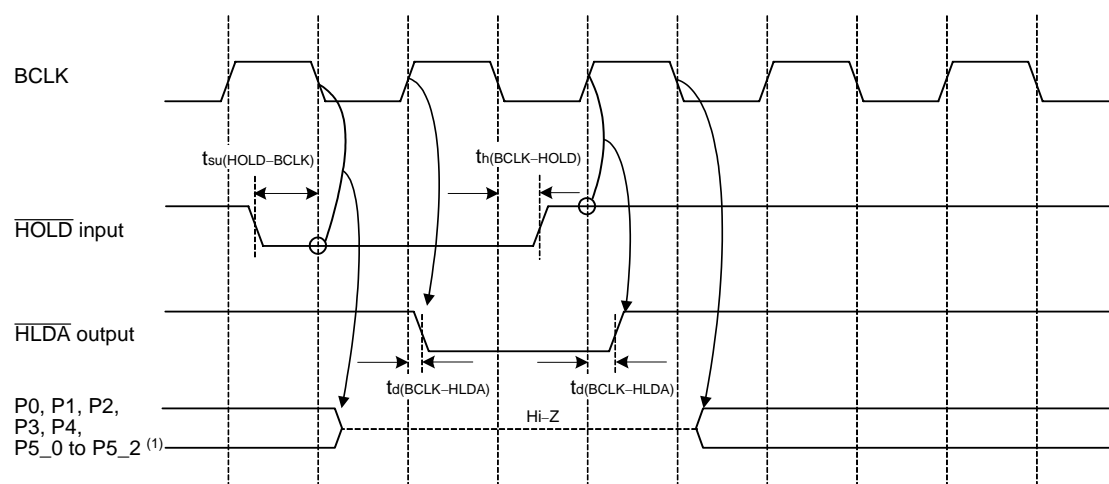 BCLK
tsu(HOLD–BCLK)
th(BCLK–HOLD)
HOLD input
HLDA output
td(BCLK–HLDA)
td(BCLK–HLDA)
P0, P1, P2,
P3, P4,
P5_0 to P5_2 (1)
Hi–Z